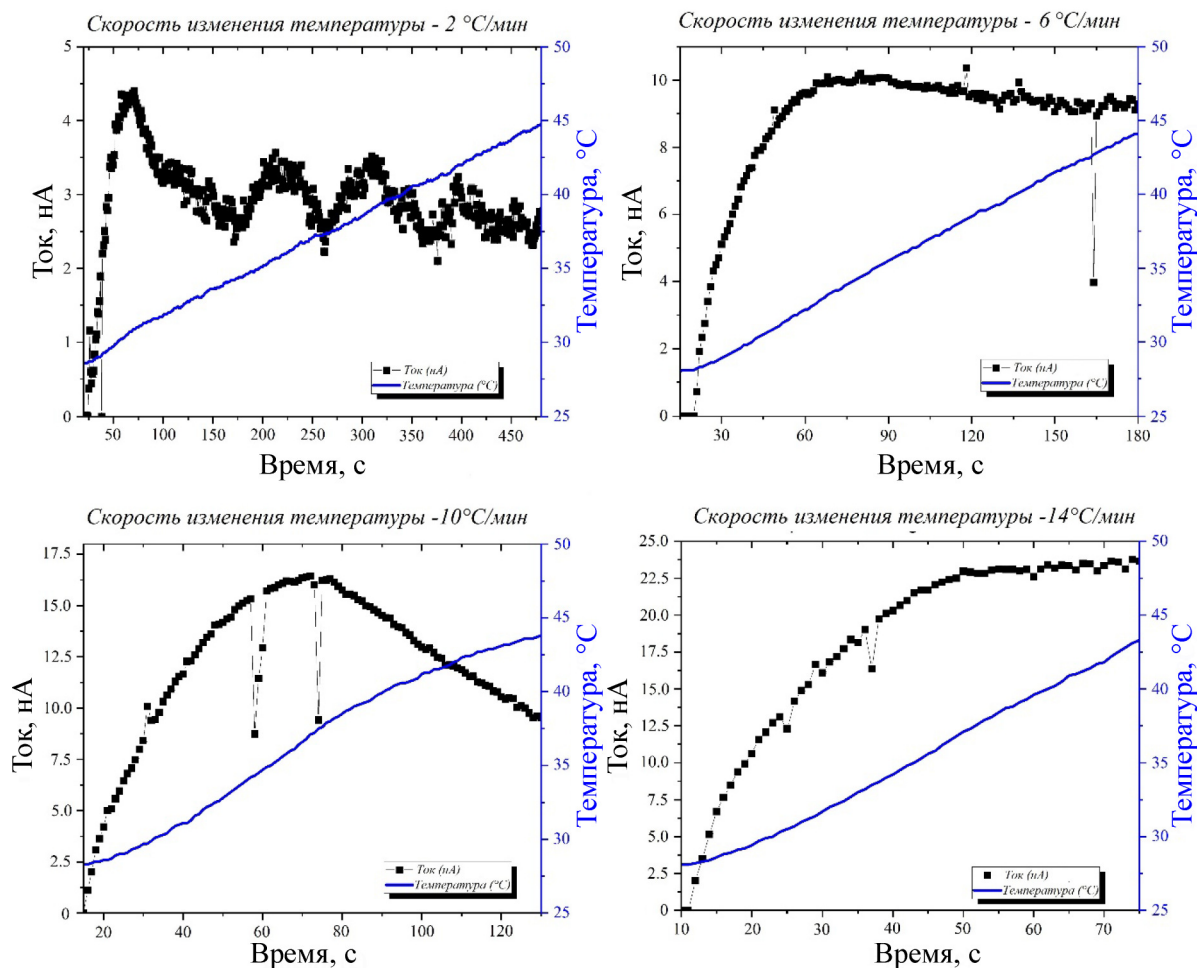 Скорость изменения температуры - 2 °С/мин
5
4
3
2
1
0
50 100 150 200 250 300 350 400 450
50
45
40
35
30
25
Ток, нА
Температура, °С
Время, с
Ток (нА)
Температура (°С)
Скорость изменения температуры - 6 °С/мин
10
8
6
4
2
0
30 60 90 120 150 180
50
45
40
35
30
25
Ток, нА
Температура, °С
Время, с
Ток (нА)
Температура (°С)
Скорость изменения температуры -10°С/мин
17.5
15.0
12.5
10.0
7.5
5.0
2.5
0
20 40 60 80 100 120
50
45
40
35
30
25
Ток, нА
Температура, °С
Время, с
Ток (нА)
Температура (°С)
Скорость изменения температуры -14°С/мин
25.0
22.5
20.0
17.5
15.0
12.5
10.0
7.5
5.0
2.5
0
10 20 30 40 50 60 70
50
45
40
35
30
25
Ток, нА
Температура, °С
Время, с
Ток (нА)
Температура (°С)